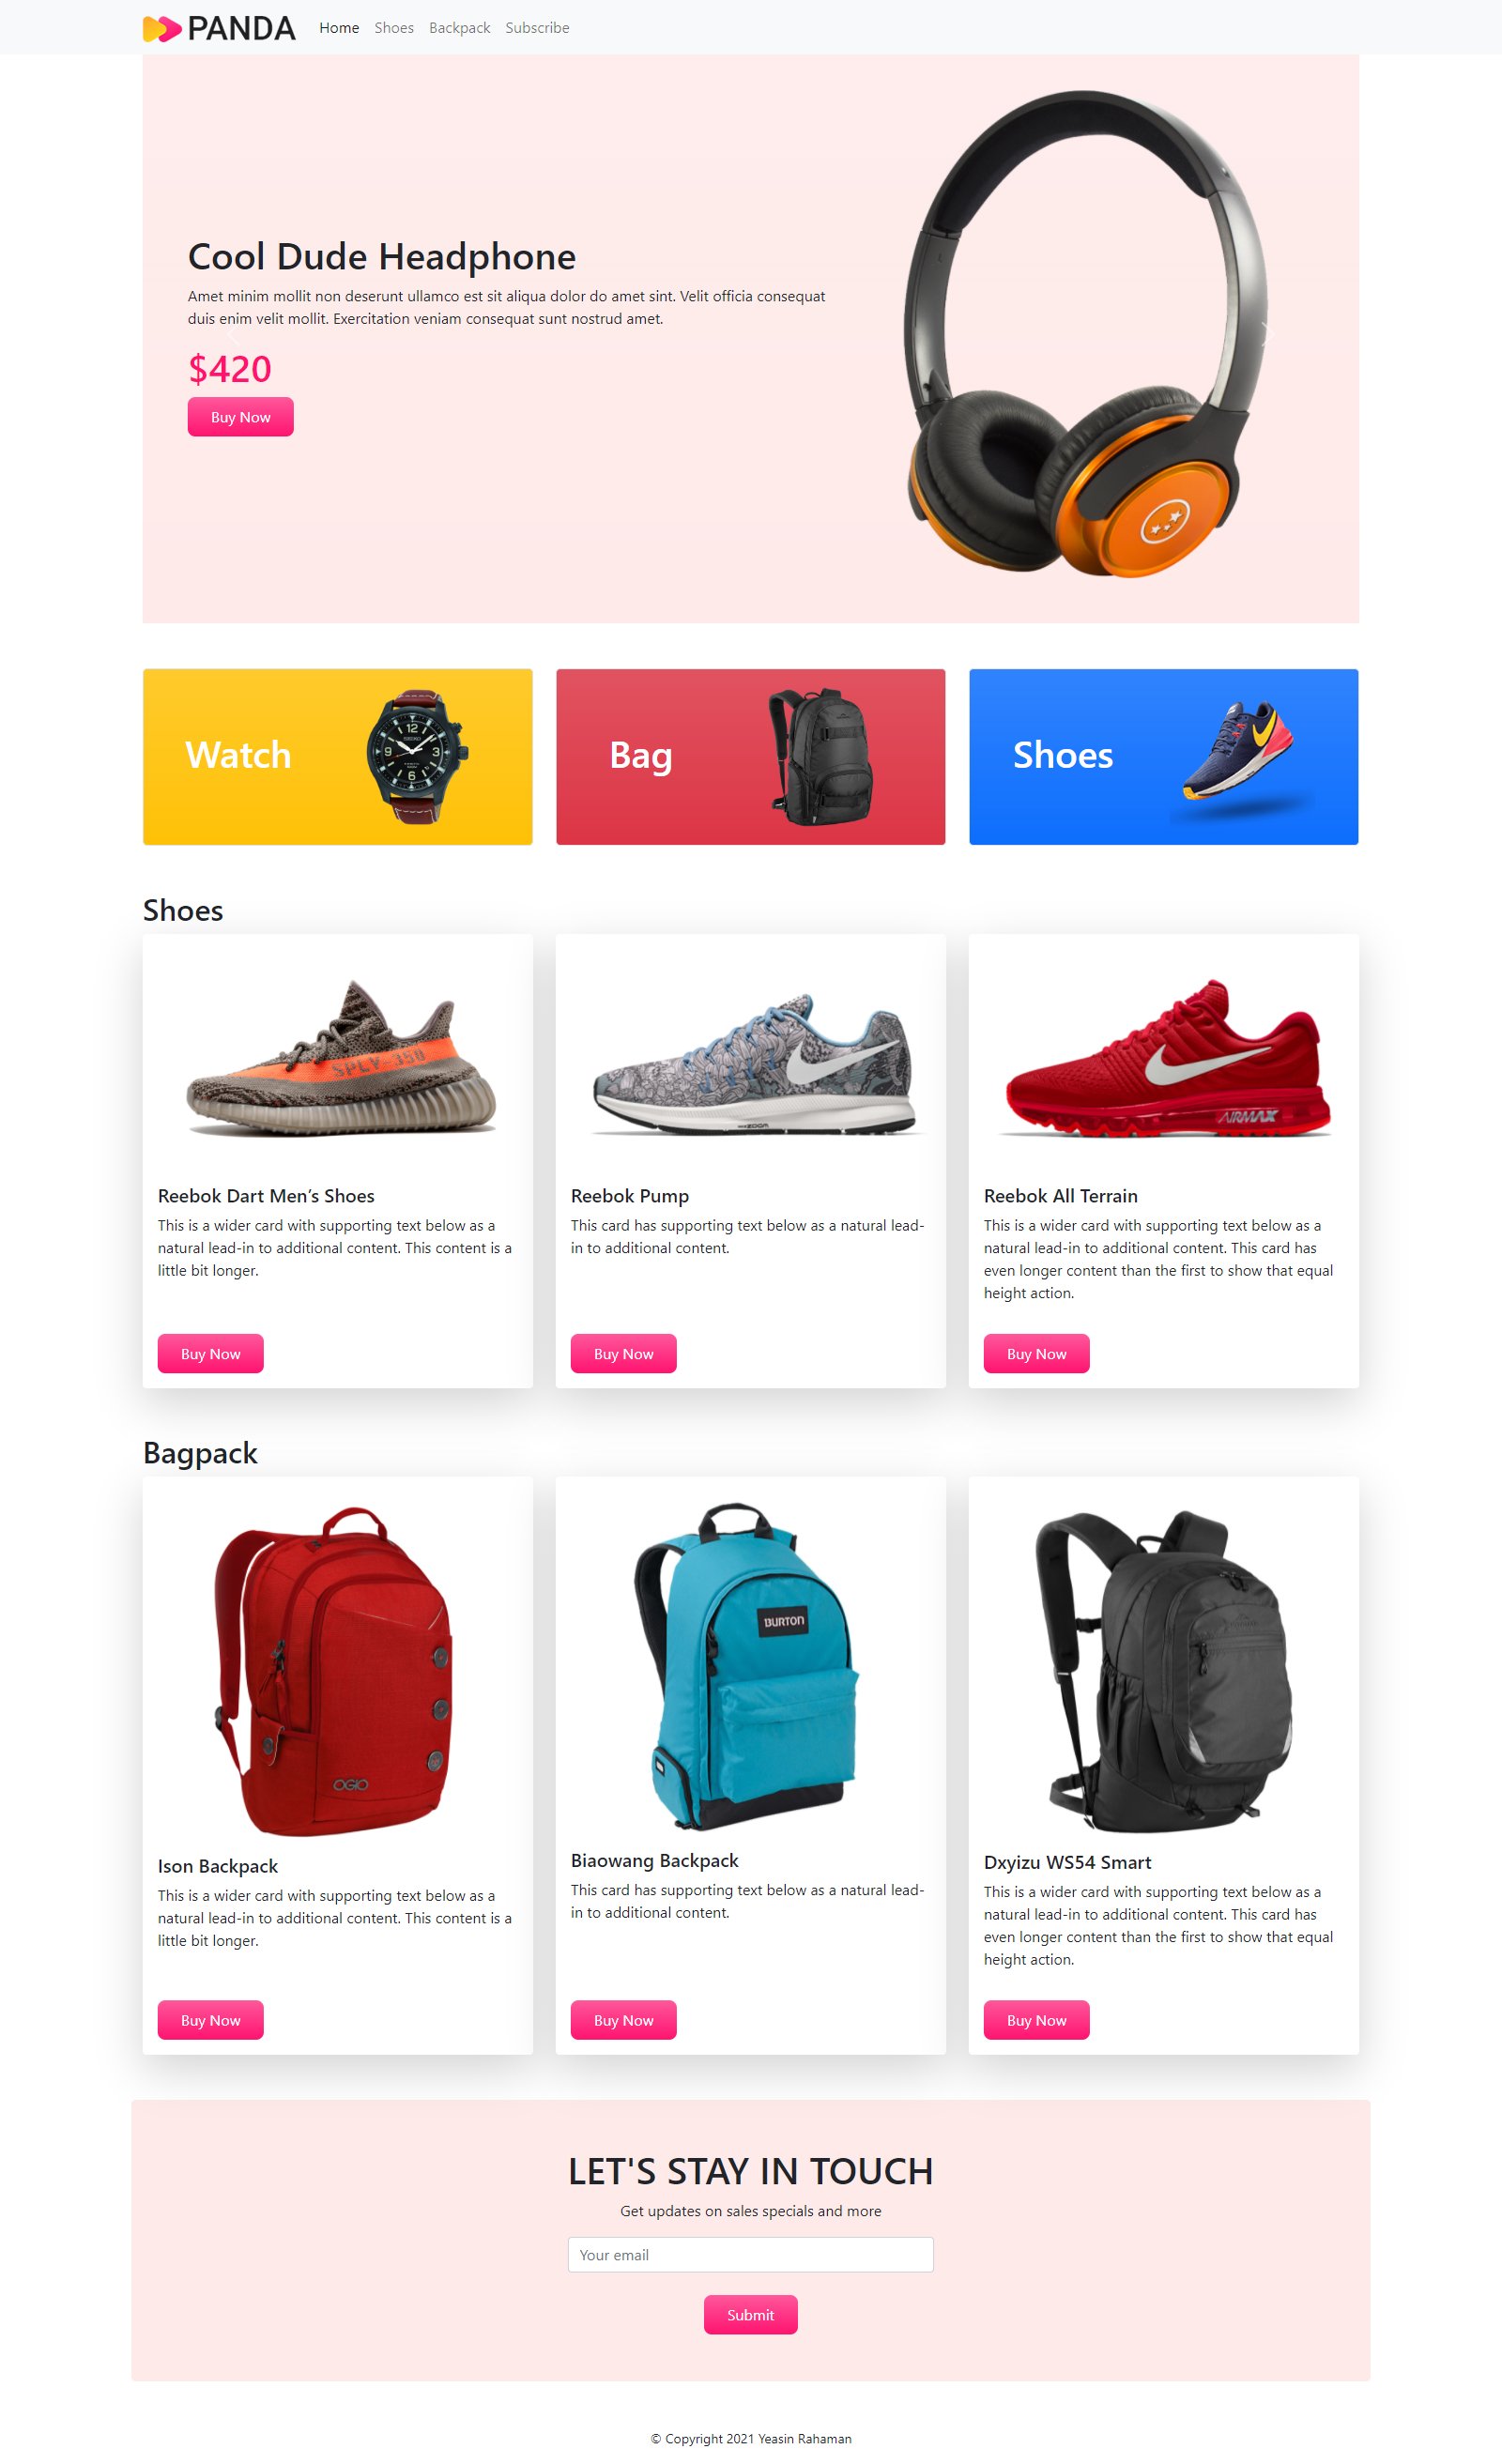 PANDA
Home
Shoes
Backpack
Subscribe
Cool Dude Headphone
Amet minim mollit non deserunt ullamco est sit aliqua dolor do amet sint. Velit officia consequat
duis enim velit mollit. Exercitation veniam consequat sunt nostrud amet.
$420
Buy Now
Watch
Bag
Shoes
Shoes
SPLV-350
ZOOM
AIRMAX
Reebok Dart Men's Shoes
This is a wider card with supporting text below as a
natural lead-in to additional content. This content is a
little bit longer.
Buy Now
Reebok Pump
This card has supporting text below as a natural lead-
in to additional content.
Buy Now
Reebok All Terrain
This is a wider card with supporting text below as a
natural lead-in to additional content. This card has
even longer content than the first to show that equal
height action.
Buy Now
Bagpack
OGIO
BURTON
Ison Backpack
This is a wider card with supporting text below as a
natural lead-in to additional content. This content is a
little bit longer.
Buy Now
Biaowang Backpack
This card has supporting text below as a natural lead-
in to additional content.
Buy Now
Dxyizu WS54 Smart
This is a wider card with supporting text below as a
natural lead-in to additional content. This card has
even longer content than the first to show that equal
height action.
Buy Now
LET'S STAY IN TOUCH
Get updates on sales specials and more
Your email
Submit
© Copyright 2021 Yeasin Rahaman